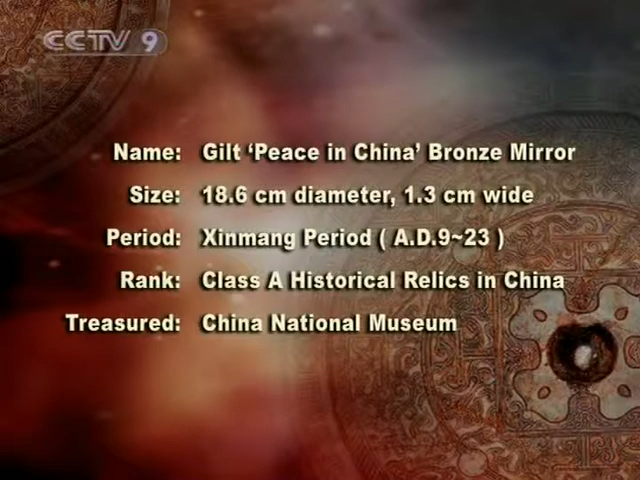 CCTV 9
Name: Gilt ‘Peace in China’ Bronze Mirror
Size: 18.6 cm diameter, 1.3 cm wide
Period: Xinmang Period ( A.D.9~23 )
Rank: Class A Historical Relics in China
Treasured: China National Museum